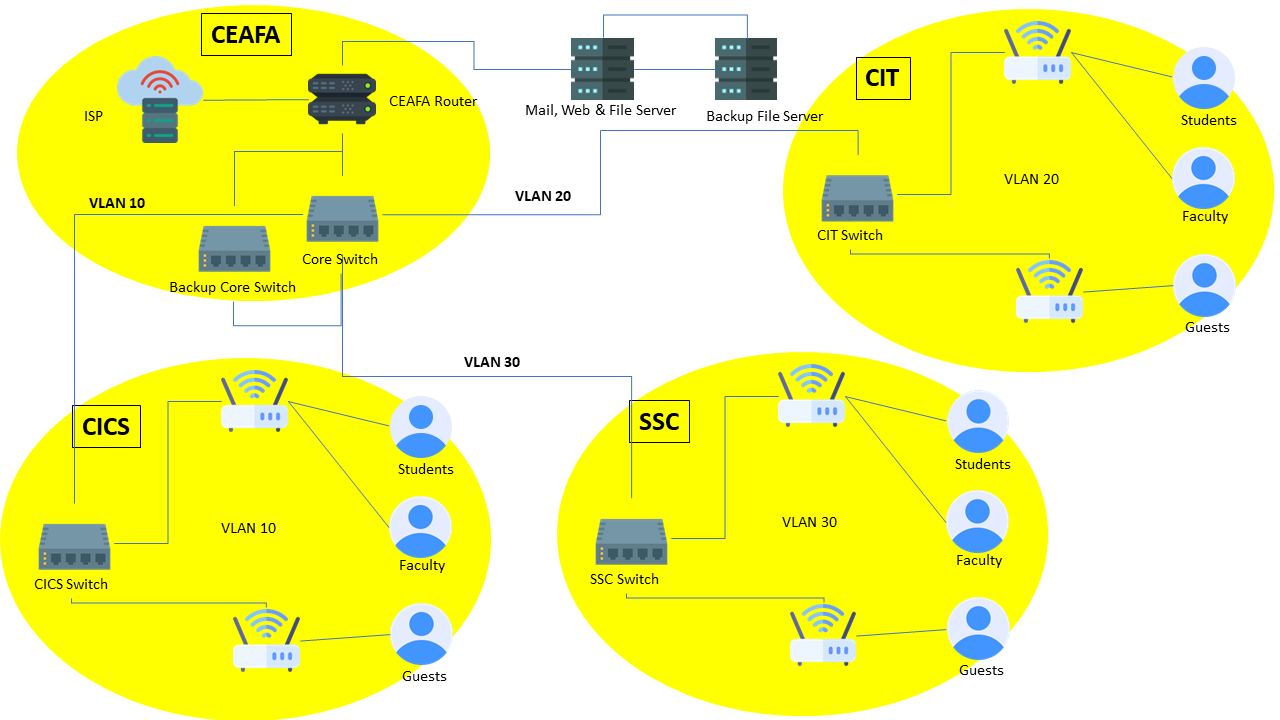 CEAFA
ISP
CEAFA Router
Mail, Web & File Server
Backup File Server
CIT
Students
VLAN 20
Faculty
CIT Switch
Guests
VLAN 10
VLAN 20
Core Switch
Backup Core Switch
VLAN 30
CICS
Students
VLAN 10
Faculty
CICS Switch
Guests
SSC
Students
VLAN 30
Faculty
SSC Switch
Guests